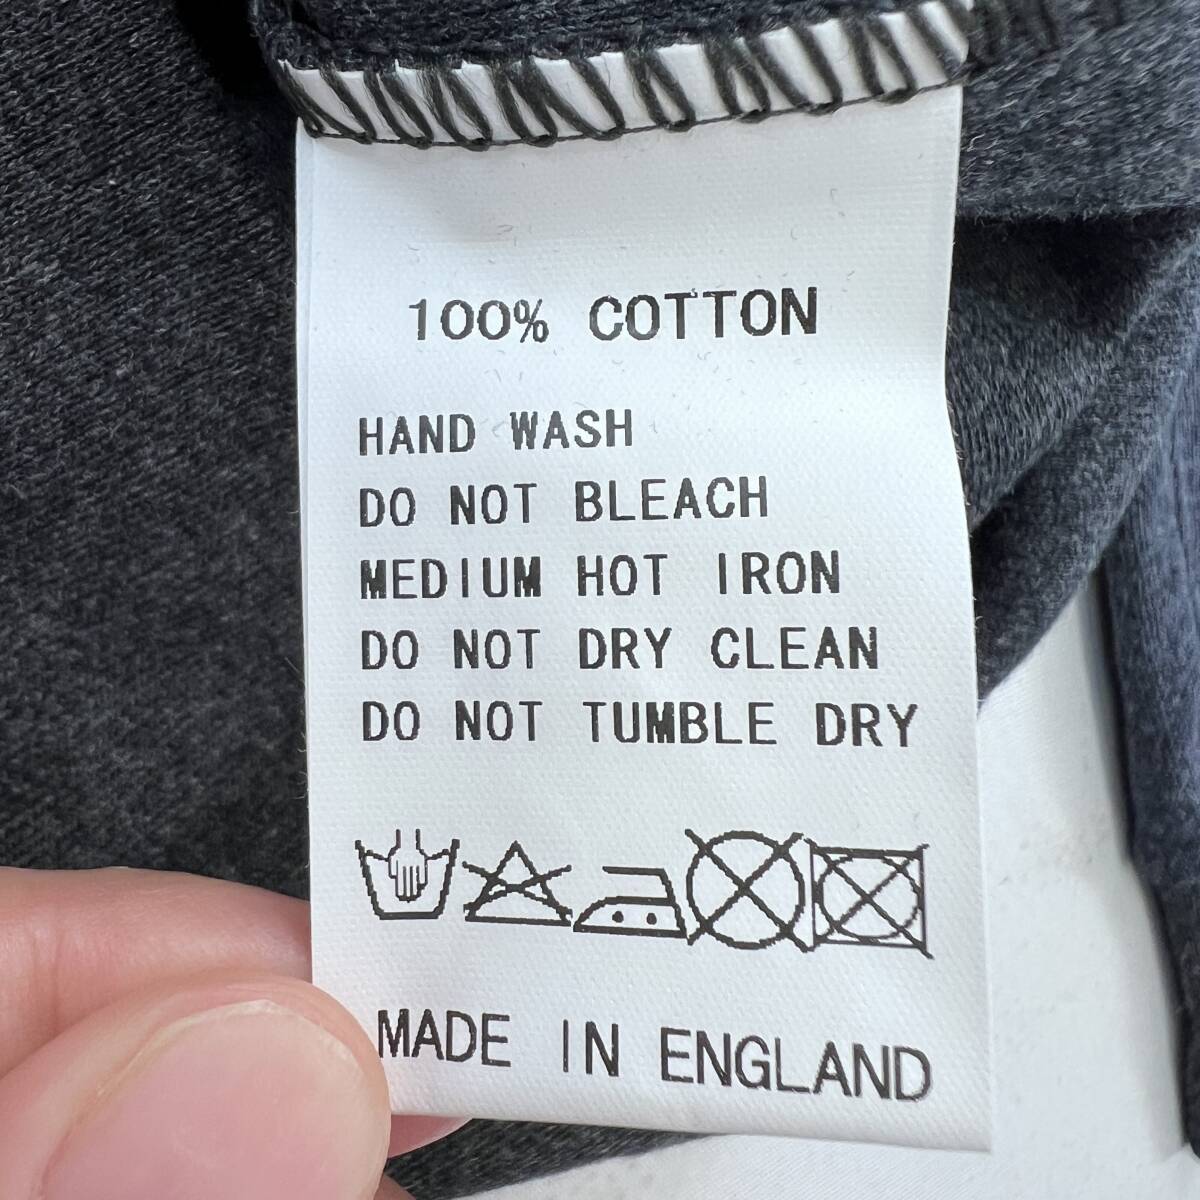 100% COTTON
HAND WASH
DO NOT BLEACH
MEDIUM HOT IRON
DO NOT DRY CLEAN
DO NOT TUMBLE DRY
MADE IN ENGLAND